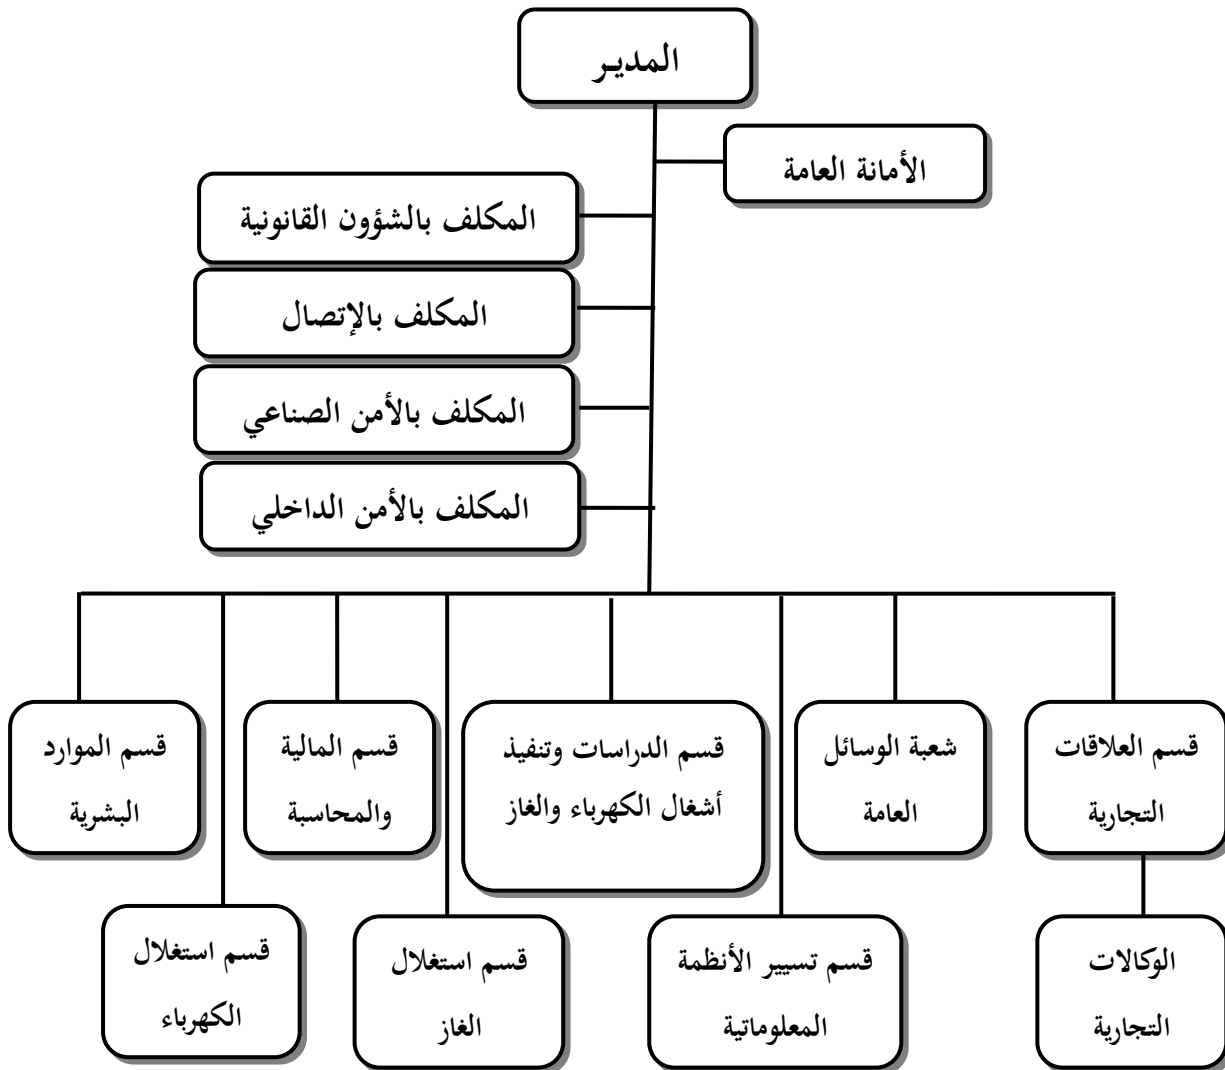 المديـر
الأمانة العامة
المكلف بالشؤون القانونية
المكلف بالإتصال
المكلف بالأمن الصناعي
المكلف بالأمن الداخلي
قسم العلاقات
التجارية
شعبة الوسائل
العامة
قسم الدراسات وتنفيذ
أشغال الكهرباء والغاز
قسم المالية
والمحاسبة
قسم الموارد
البشرية
الوكالات
التجارية
قسم تسيير الأنظمة
المعلوماتية
قسم استغلال
الغاز
قسم استغلال
الكهرباء